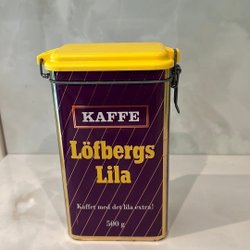 KAFFE
Löfbergs
Lila
Kaffet med det lila extra!
500 g